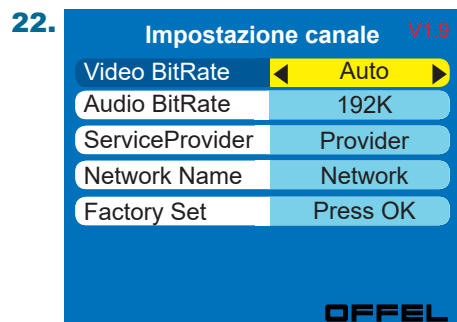 22.
Impostazione canale V1.9
Video BitRate Auto
Audio BitRate 192K
ServiceProvider Provider
Network Name Network
Factory Set Press OK
OFFEL